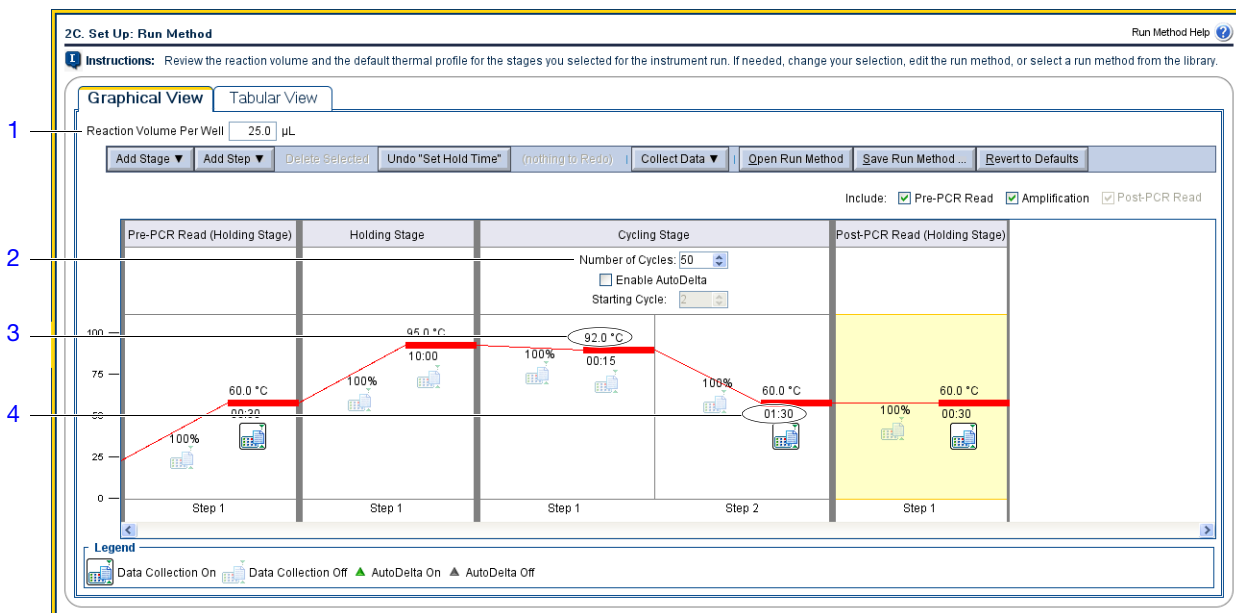 2C. Set Up: Run Method
Run Method Help ?
I Instructions: Review the reaction volume and the default thermal profile for the stages you selected for the instrument run. If needed, change your selection, edit the run method, or select a run method from the library.
Graphical View Tabular View
1 Reaction Volume Per Well 25.0 µL
Add Stage ▼ Add Step ▼ Delete Selected Undo "Set Hold Time" (nothing to Redo) Collect Data ▼ Open Run Method Save Run Method ... Revert to Defaults
Include: Pre-PCR Read Amplification Post-PCR Read
Pre-PCR Read (Holding Stage) Holding Stage Cycling Stage Post-PCR Read (Holding Stage)
2 Number of Cycles: 50
Enable AutoDelta
Starting Cycle: 2
3 100 95.0 °C 92.0 °C
10:00 100% 00:15
75 100% 100%
60.0 °C 60.0 °C 60.0 °C
4 50 00:30 01:30 100% 00:30
100%
25
0
Step 1 Step 1 Step 1 Step 2 Step 1
Legend
Data Collection On Data Collection Off AutoDelta On AutoDelta Off